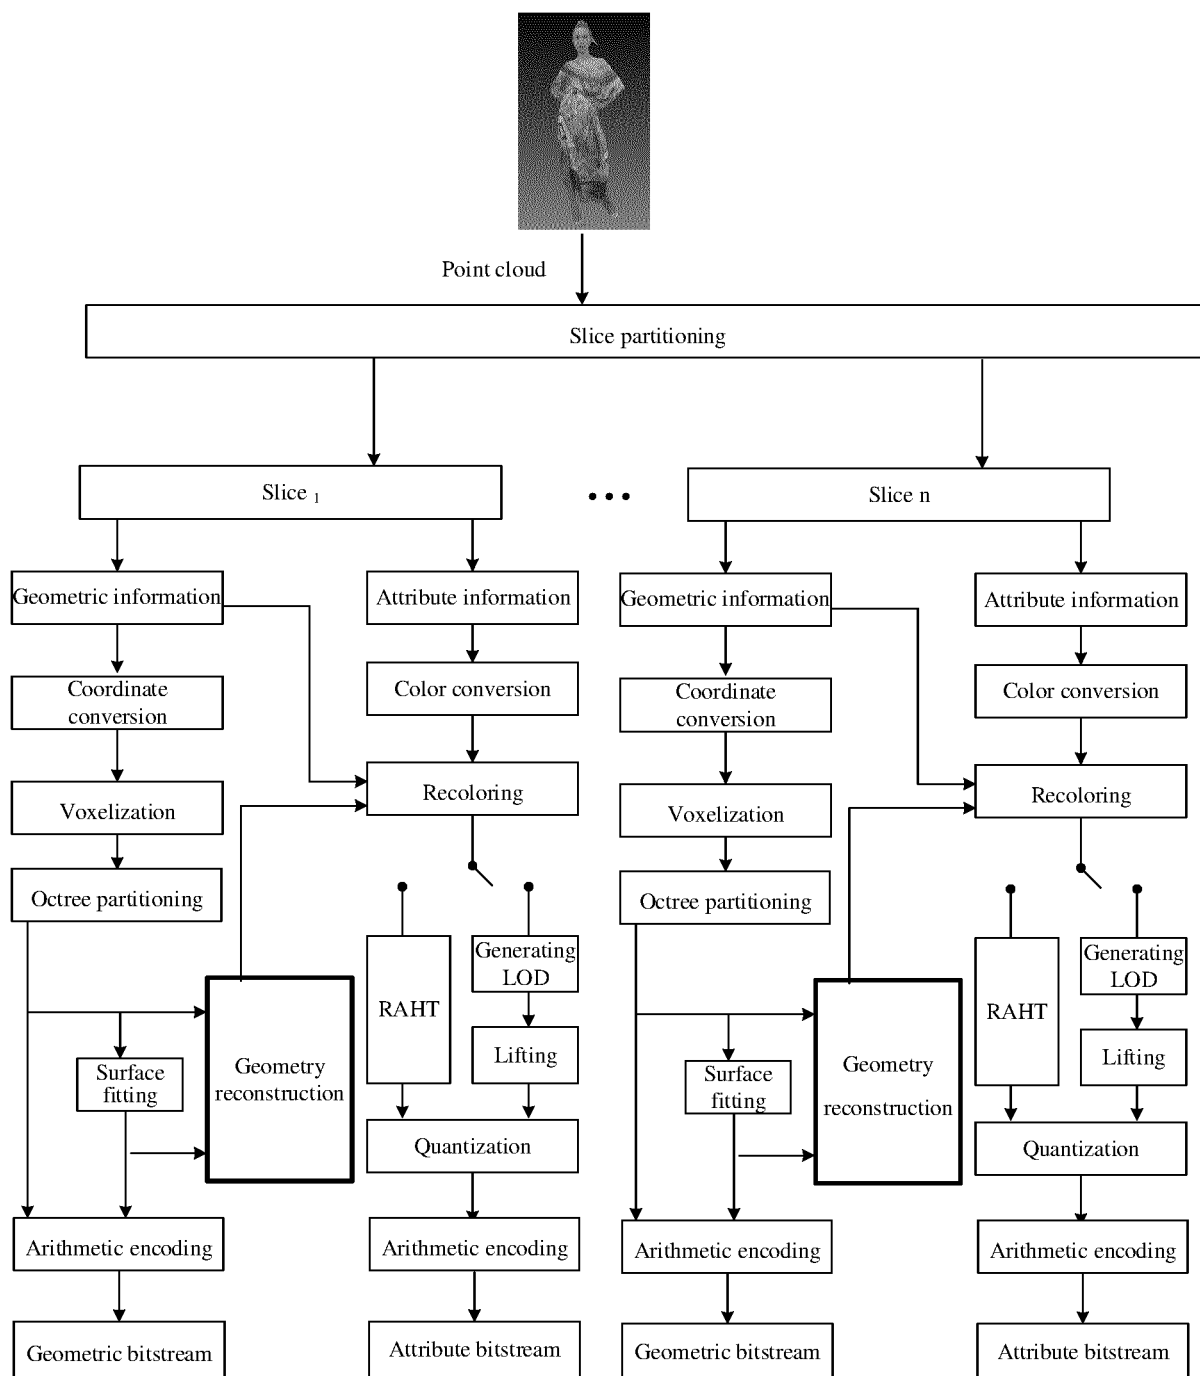 Point cloud
Slice partitioning
Slice 1
Slice n
Geometric information
Attribute information
Geometric information
Attribute information
Coordinate
conversion
Color conversion
Coordinate
conversion
Color conversion
Voxelization
Recoloring
Voxelization
Recoloring
Octree partitioning
Octree partitioning
Generating
LOD
RAHT
Generating
LOD
RAHT
Surface
fitting
Geometry
reconstruction
Lifting
Surface
fitting
Geometry
reconstruction
Lifting
Quantization
Quantization
Arithmetic encoding
Arithmetic encoding
Arithmetic encoding
Arithmetic encoding
Geometric bitstream
Attribute bitstream
Geometric bitstream
Attribute bitstream